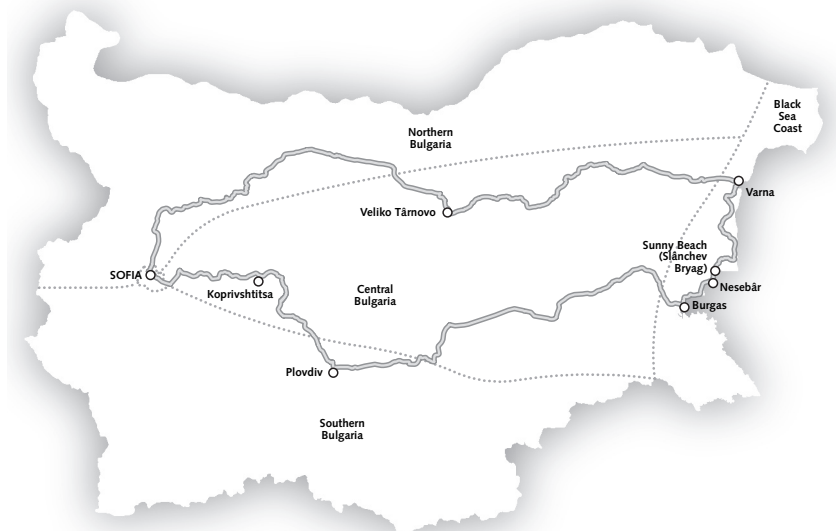 Black
Sea
Coast
Northern
Bulgaria
Varna
Veliko Târnovo
Sunny Beach
(Slânchev
Bryag)
SOFIA
Nesebâr
Koprivshtitsa
Central
Bulgaria
Burgas
Plovdiv
Southern
Bulgaria